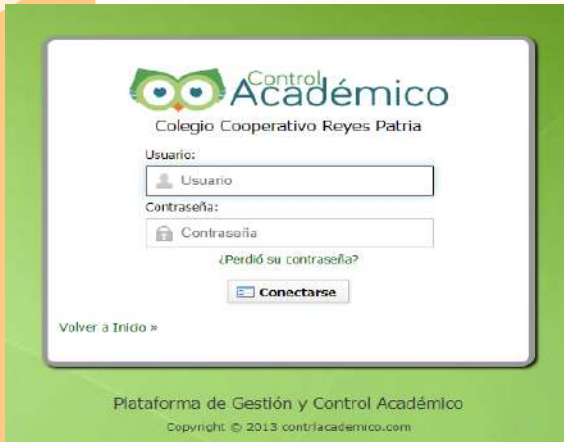 Control
Académico
Colegio Cooperativo Reyes Patria
Usuario:
Usuario
Contraseña:
Contraseña
¿Perdió su contraseña?
Conectarse
Volver a Inicio »
Plataforma de Gestión y Control Académico
Copyright © 2013 contrlacademico.com